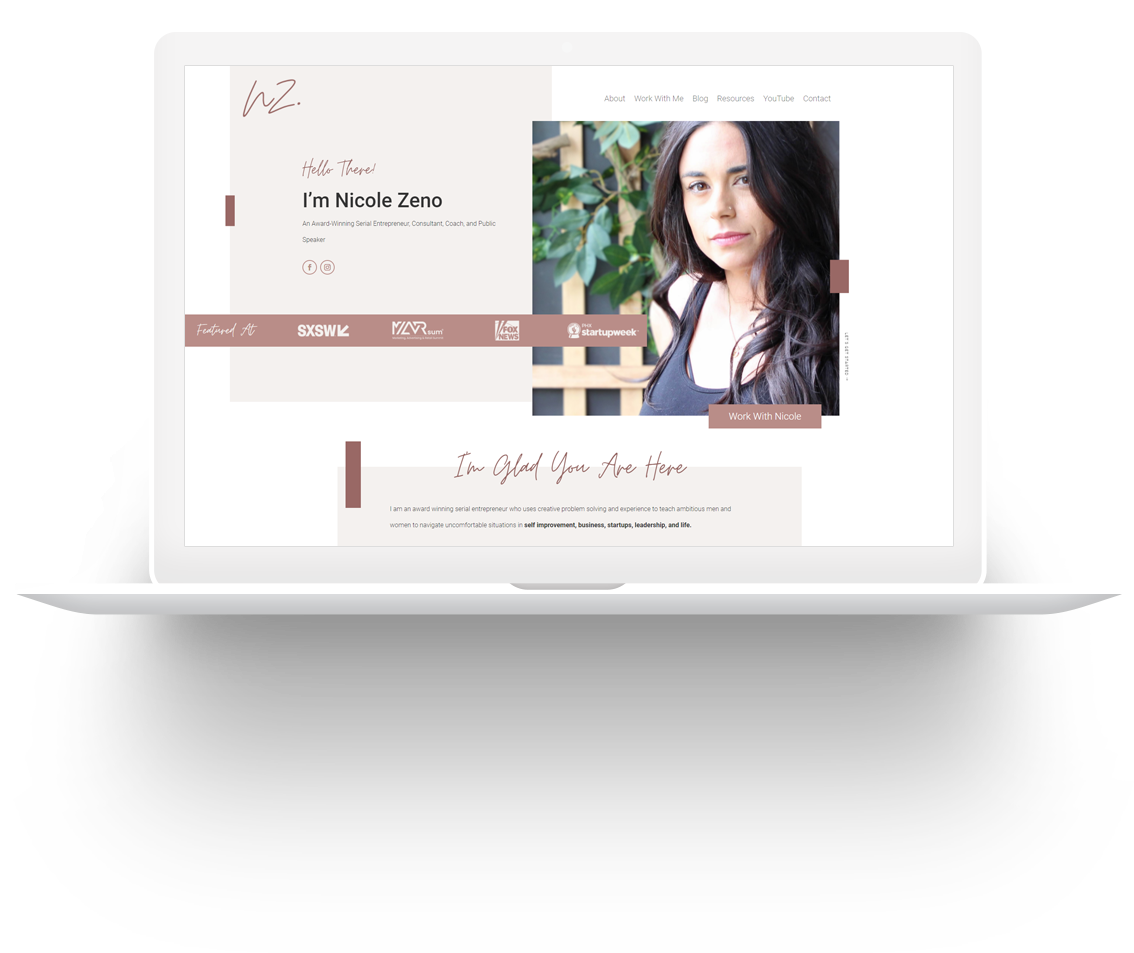 NZ.
About Work With Me Blog Resources YouTube Contact
Hello There!
I'm Nicole Zeno
An Award-Winning Serial Entrepreneur, Consultant, Coach, and Public
Speaker
Featured At
SXSW
sum
FOX
NEWS
PHX
startupweek
LET'S GET STARTED
Work With Nicole
I'm Glad You Are Here
I am an award winning serial entrepreneur who uses creative problem solving and experience to teach ambitious men and
women to navigate uncomfortable situations in self improvement, business, startups, leadership, and life.